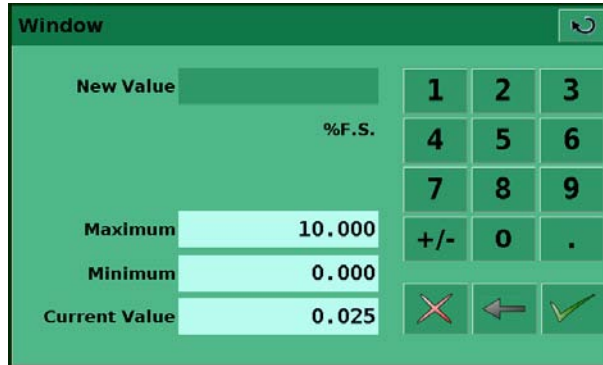 Window
New Value
%F.S.
Maximum 10.000
Minimum 0.000
Current Value 0.025
1 2 3
4 5 6
7 8 9
+/- 0 .